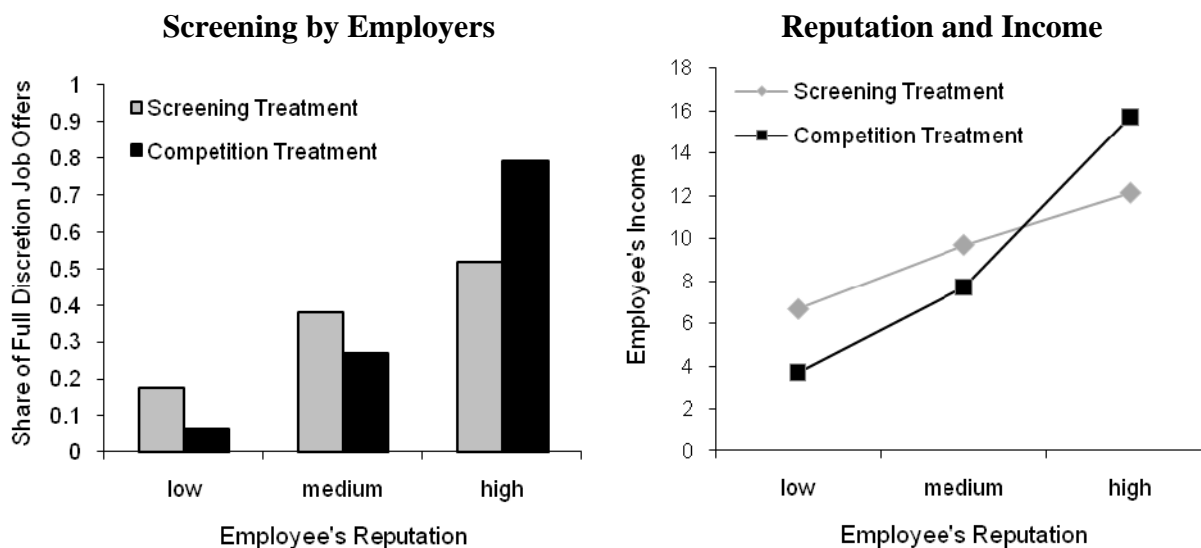 Screening by Employers
Share of Full Discretion Job Offers
1
0.9
0.8
0.7
0.6
0.5
0.4
0.3
0.2
0.1
0
Screening Treatment
Competition Treatment
low medium high
Employee's Reputation
Reputation and Income
Employee's Income
18
16
14
12
10
8
6
4
2
0
Screening Treatment
Competition Treatment
low medium high
Employee's Reputation